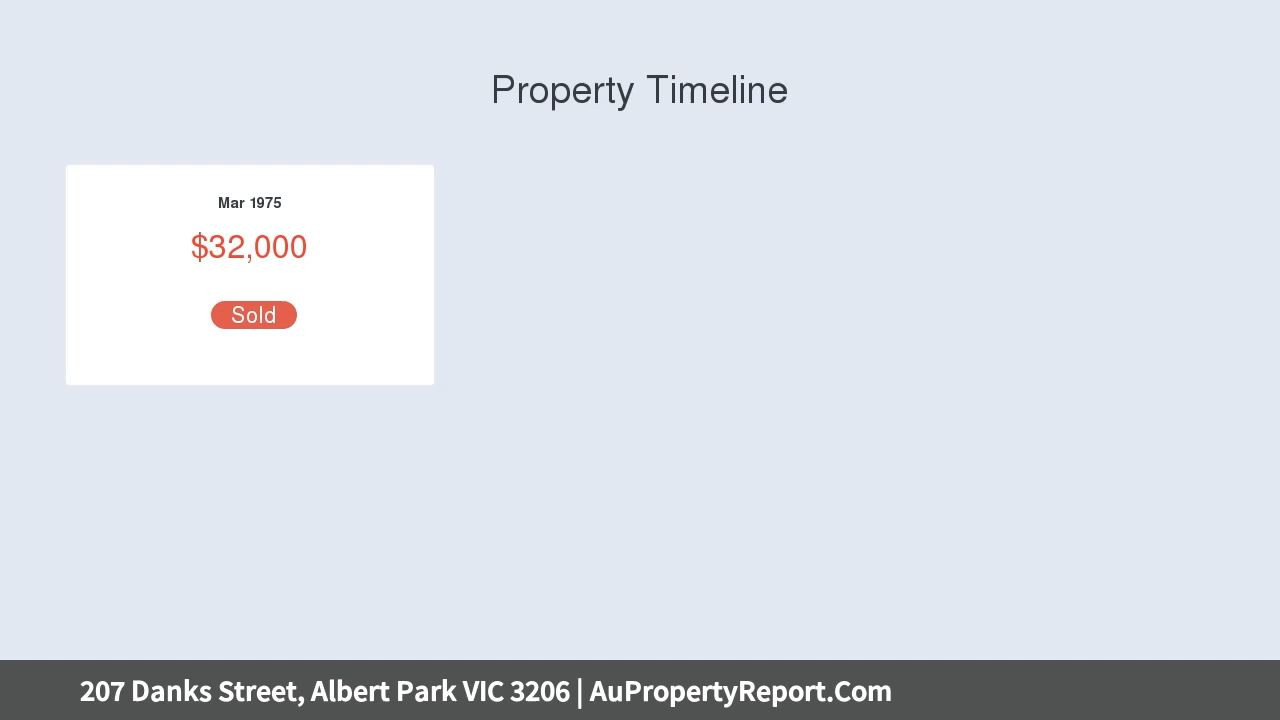 Property Timeline
Mar 1975
$32,000
Sold
207 Danks Street, Albert Park VIC 3206 | AuPropertyReport.Com